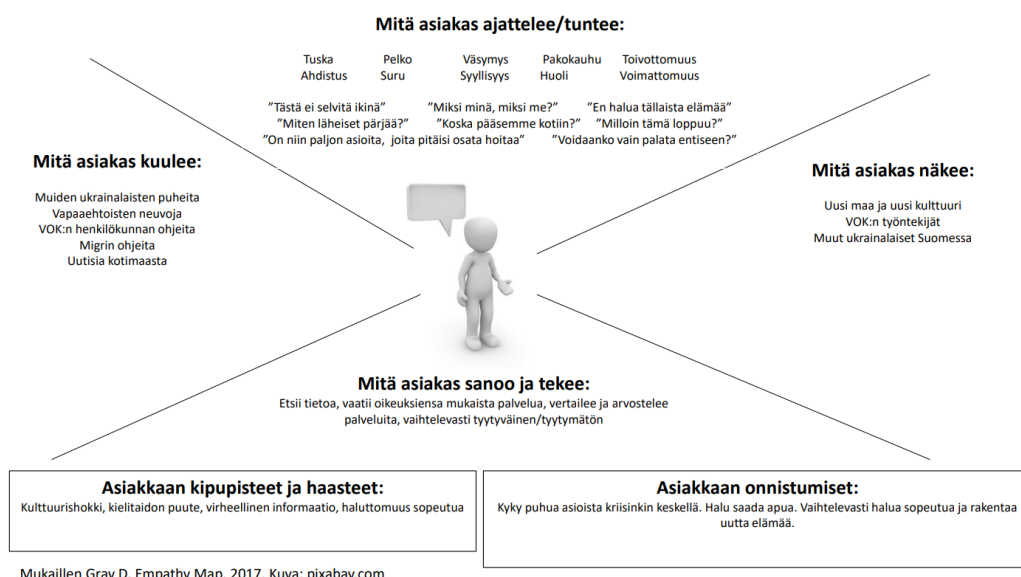 Mitä asiakas ajattelee/tuntee:
Tuska Pelko Väsymys Pakokauhu Toivottomuus
Ahdistus Suru Syyllisyys Huoli Voimattomuus
”Tästä ei selvitä ikinä” ”Miksi minä, miksi me?” ”En halua tällaista elämää”
”Miten läheiset pärjää?” ”Koska pääsemme kotiin?” ”Milloin tämä loppuu?”
”On niin paljon asioita, joita pitäisi osata hoitaa” ”Voidaanko vain palata entiseen?”
Mitä asiakas kuulee:
Muiden ukrainalaisten puheita
Vapaaehtoisten neuvoja
VOK:n henkilökunnan ohjeita
Migrin ohjeita
Uutisia kotimaasta
Mitä asiakas näkee:
Uusi maa ja uusi kulttuuri
VOK:n työntekijät
Muut ukrainalaiset Suomessa
Mitä asiakas sanoo ja tekee:
Etsii tietoa, vaatii oikeuksiensa mukaista palvelua, vertailee ja arvostelee
palveluita, vaihtelevasti tyytyväinen/tyytymätön
Asiakkaan kipupisteet ja haasteet:
Kulttuurishokki, kielitaidon puute, virheellinen informaatio, haluttomuus sopeutua
Asiakkaan onnistumiset:
Kyky puhua asioista kriisinkin keskellä. Halu saada apua. Vaihtelevasti halua sopeutua ja rakentaa
uutta elämää.
Mukaillen Gray D. Empathy Map. 2017. Kuva: pixabay.com